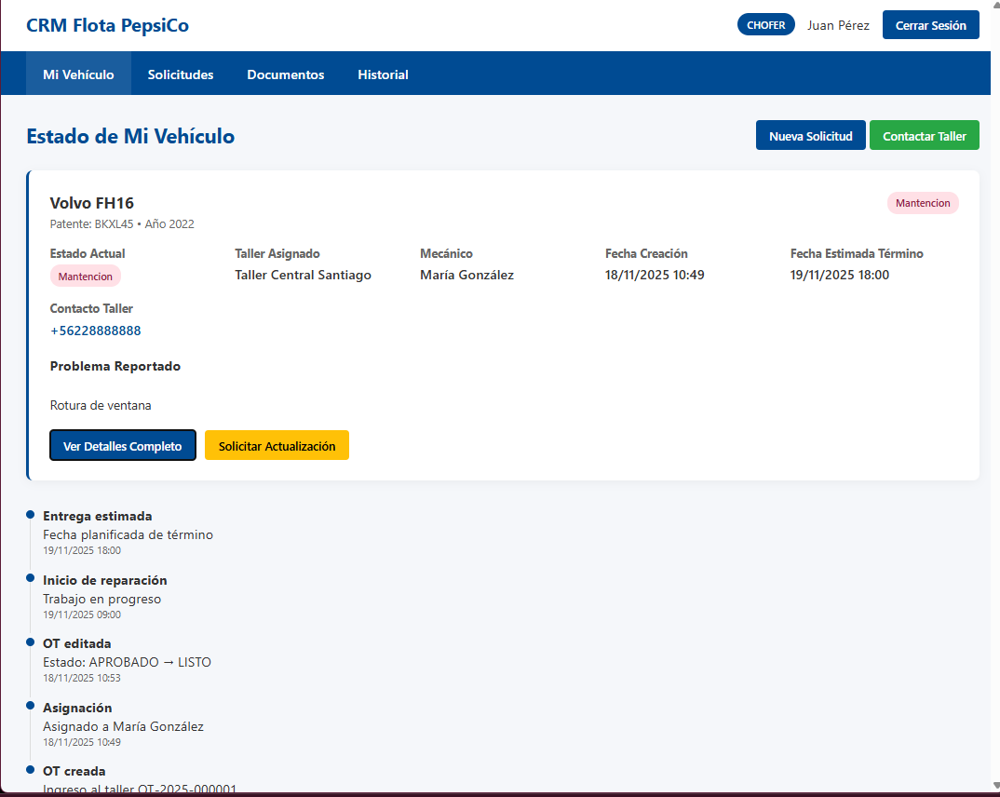 CRM Flota PepsiCo
CHOFER
Juan Pérez
Cerrar Sesión
Mi Vehículo
Solicitudes
Documentos
Historial
Estado de Mi Vehículo
Nueva Solicitud
Contactar Taller
Volvo FH16
Mantencion
Patente: BKXL45 • Año 2022
Estado Actual
Mantencion
Taller Asignado
Taller Central Santiago
Mecánico
María González
Fecha Creación
18/11/2025 10:49
Fecha Estimada Término
19/11/2025 18:00
Contacto Taller
+56228888888
Problema Reportado
Rotura de ventana
Ver Detalles Completo
Solicitar Actualización
Entrega estimada
Fecha planificada de término
19/11/2025 18:00
Inicio de reparación
Trabajo en progreso
19/11/2025 09:00
OT editada
Estado: APROBADO → LISTO
18/11/2025 10:53
Asignación
Asignado a María González
18/11/2025 10:49
OT creada
Ingreso al taller OT-2025-000001